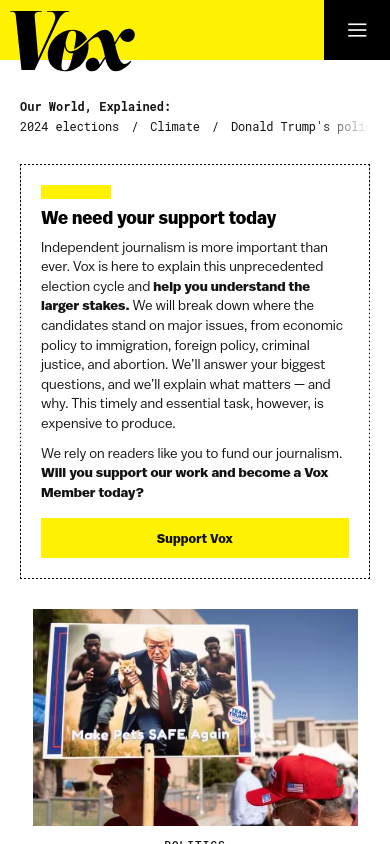 Vox
Our World, Explained:
2024 elections / Climate / Donald Trump's
We need your support today
Independent journalism is more important than
ever. Vox is here to explain this unprecedented
election cycle and help you understand the
larger stakes. We will break down where the
candidates stand on major issues, from economic
policy to immigration, foreign policy, criminal
justice, and abortion. We’ll answer your biggest
questions, and we’ll explain what matters — and
why. This timely and essential task, however, is
expensive to produce.
We rely on readers like you to fund our journalism.
Will you support our work and become a Vox
Member today?
Support Vox
TEAM
TRUMP
Make Pets SAFE Again
POLITICS